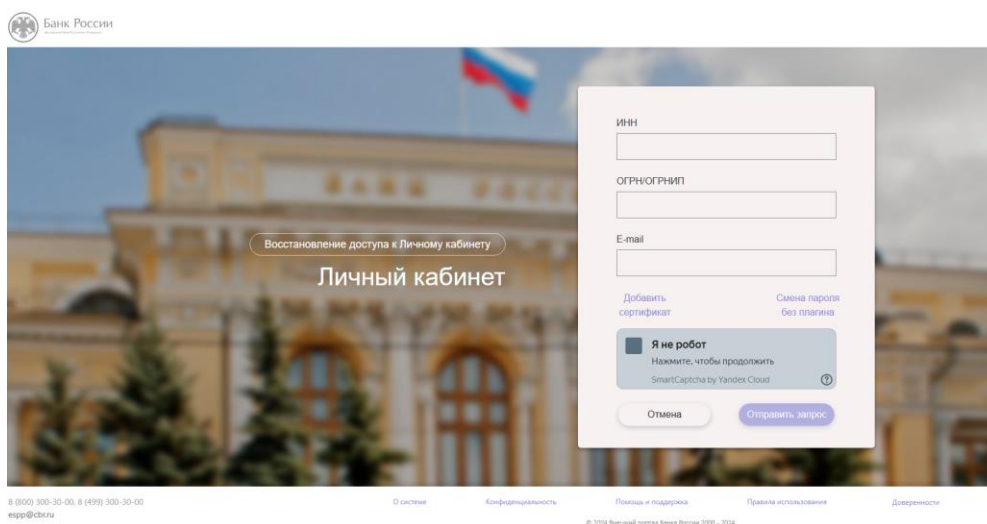 Банк России
ИНН
ОГРН/ОГРНИП
Восстановление доступа к Личному кабинету
Личный кабинет
E-mail
Добавить сертификат
Смена пароля без плагина
Я не робот
Нажмите, чтобы продолжить
SmartCaptcha by Yandex Cloud
Отмена
Отправить запрос
8 (800) 300-30-00, 8 (499) 300-30-00
espp@cbr.ru
О системе
Конфиденциальность
Помощь и поддержка
Правила использования
Доверенности